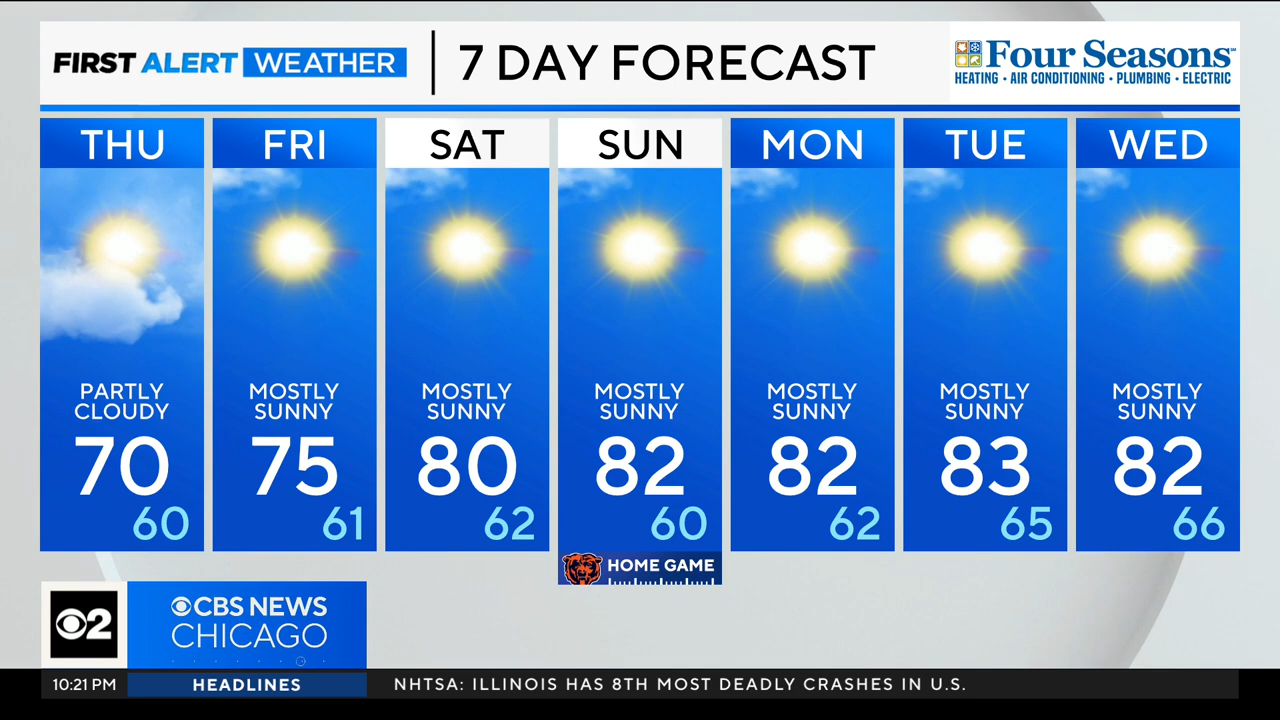 FIRST ALERT WEATHER
7 DAY FORECAST
Four Seasons℠
HEATING • AIR CONDITIONING • PLUMBING • ELECTRIC
THU
PARTLY
CLOUDY
70
60
FRI
MOSTLY
SUNNY
75
61
SAT
MOSTLY
SUNNY
80
62
SUN
MOSTLY
SUNNY
82
60
HOME GAME
MON
MOSTLY
SUNNY
82
62
TUE
MOSTLY
SUNNY
83
65
WED
MOSTLY
SUNNY
82
66
2
CBS NEWS
CHICAGO
10:21 PM
HEADLINES
NHTSA: ILLINOIS HAS 8TH MOST DEADLY CRASHES IN U.S.